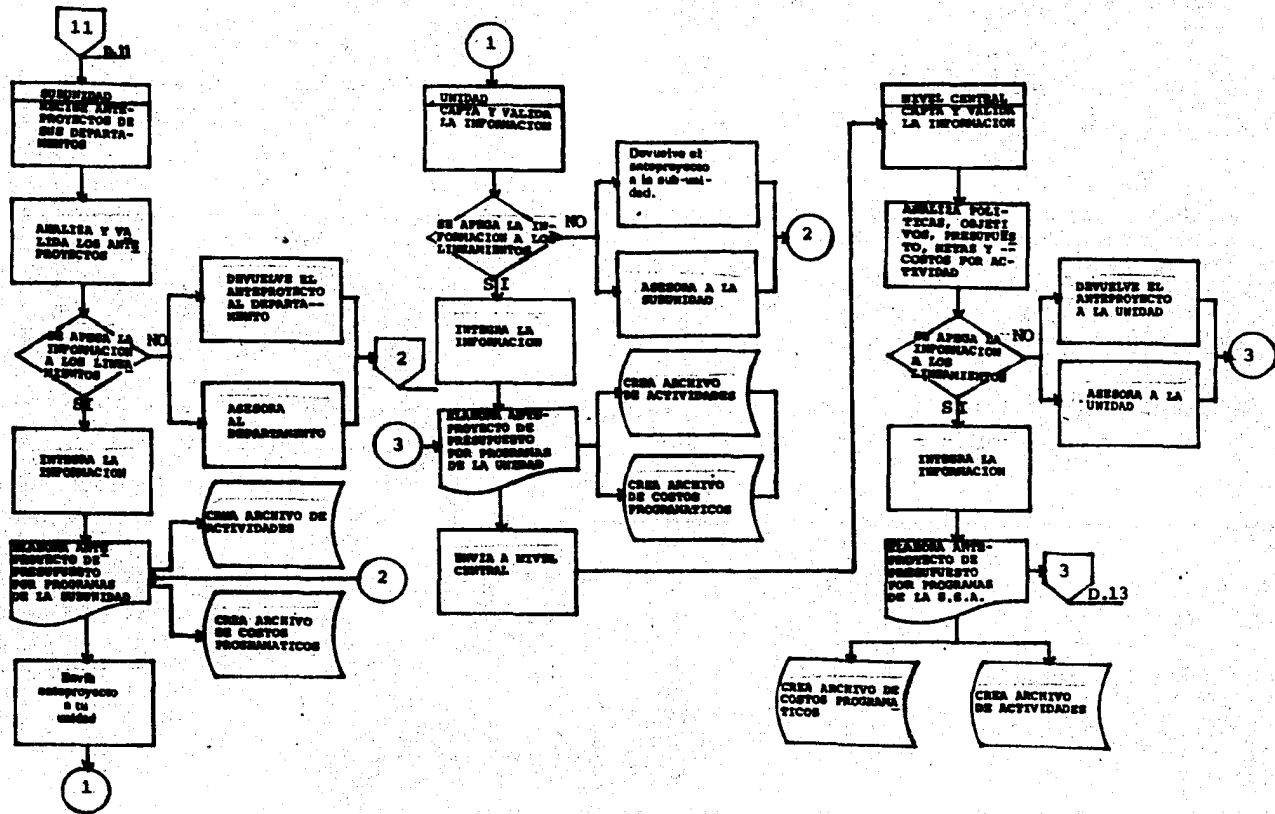 11
D.11
SUBUNIDAD
RECIBE ANTE-
PROYECTOS DE
SUS DEPARTA-
MENTOS
ANALIZA Y VA
LIDA LOS ANTE
PROYECTOS
SE APEGA LA
INFORMACION
A LOS LINEA
MIENTOS
NO
SI
DEVUELVE EL
ANTEPROYECTO
AL DEPARTA--
MENTO
ASESORA
AL
DEPARTAMENTO
2
INTEGRA LA
INFORMACION
ELABORA ANTE
PROYECTO DE
PRESUPUESTO
POR PROGRAMAS
DE LA SUBUNIDAD
CREA ARCHIVO DE
ACTIVIDADES
2
CREA ARCHIVO
DE COSTOS
PROGRAMATICOS
Envía
anteproyecto
a tu
unidad
1
1
UNIDAD
CAPTA Y VALIDA
LA INFORMACION
SE APEGA LA IN-
FORMACION A LOS
LINEAMIENTOS
NO
SI
Devuelve el
anteproyecto
a la sub-uni-
dad.
ASESORA A LA
SUBUNIDAD
2
INTEGRA LA
INFORMACION
3
ELABORA ANTE-
PROYECTO DE
PRESUPUESTO
POR PROGRAMAS
DE LA UNIDAD
CREA ARCHIVO
DE ACTIVIDADES
CREA ARCHIVO
DE COSTOS
PROGRAMATICOS
ENVIA A NIVEL
CENTRAL
NIVEL CENTRAL
CAPTA Y VALIDA
LA INFORMACION
ANALIZA POLI-
TICAS, OBJETI
VOS, PRESUPUES
TO, METAS Y --
COSTOS POR AC-
TIVIDAD
SE APEGA LA
INFORMACION
A LOS
LINEAMIENTOS
NO
SI
DEVUELVE EL
ANTEPROYECTO
A LA UNIDAD
ASESORA A LA
UNIDAD
3
INTEGRA LA
INFORMACION
ELABORA ANTE-
PROYECTO DE
PRESUPUESTO
POR PROGRAMAS
DE LA S.S.A.
3
D.13
CREA ARCHIVO DE
COSTOS PROGRAMA
TICOS
CREA ARCHIVO
DE ACTIVIDADES